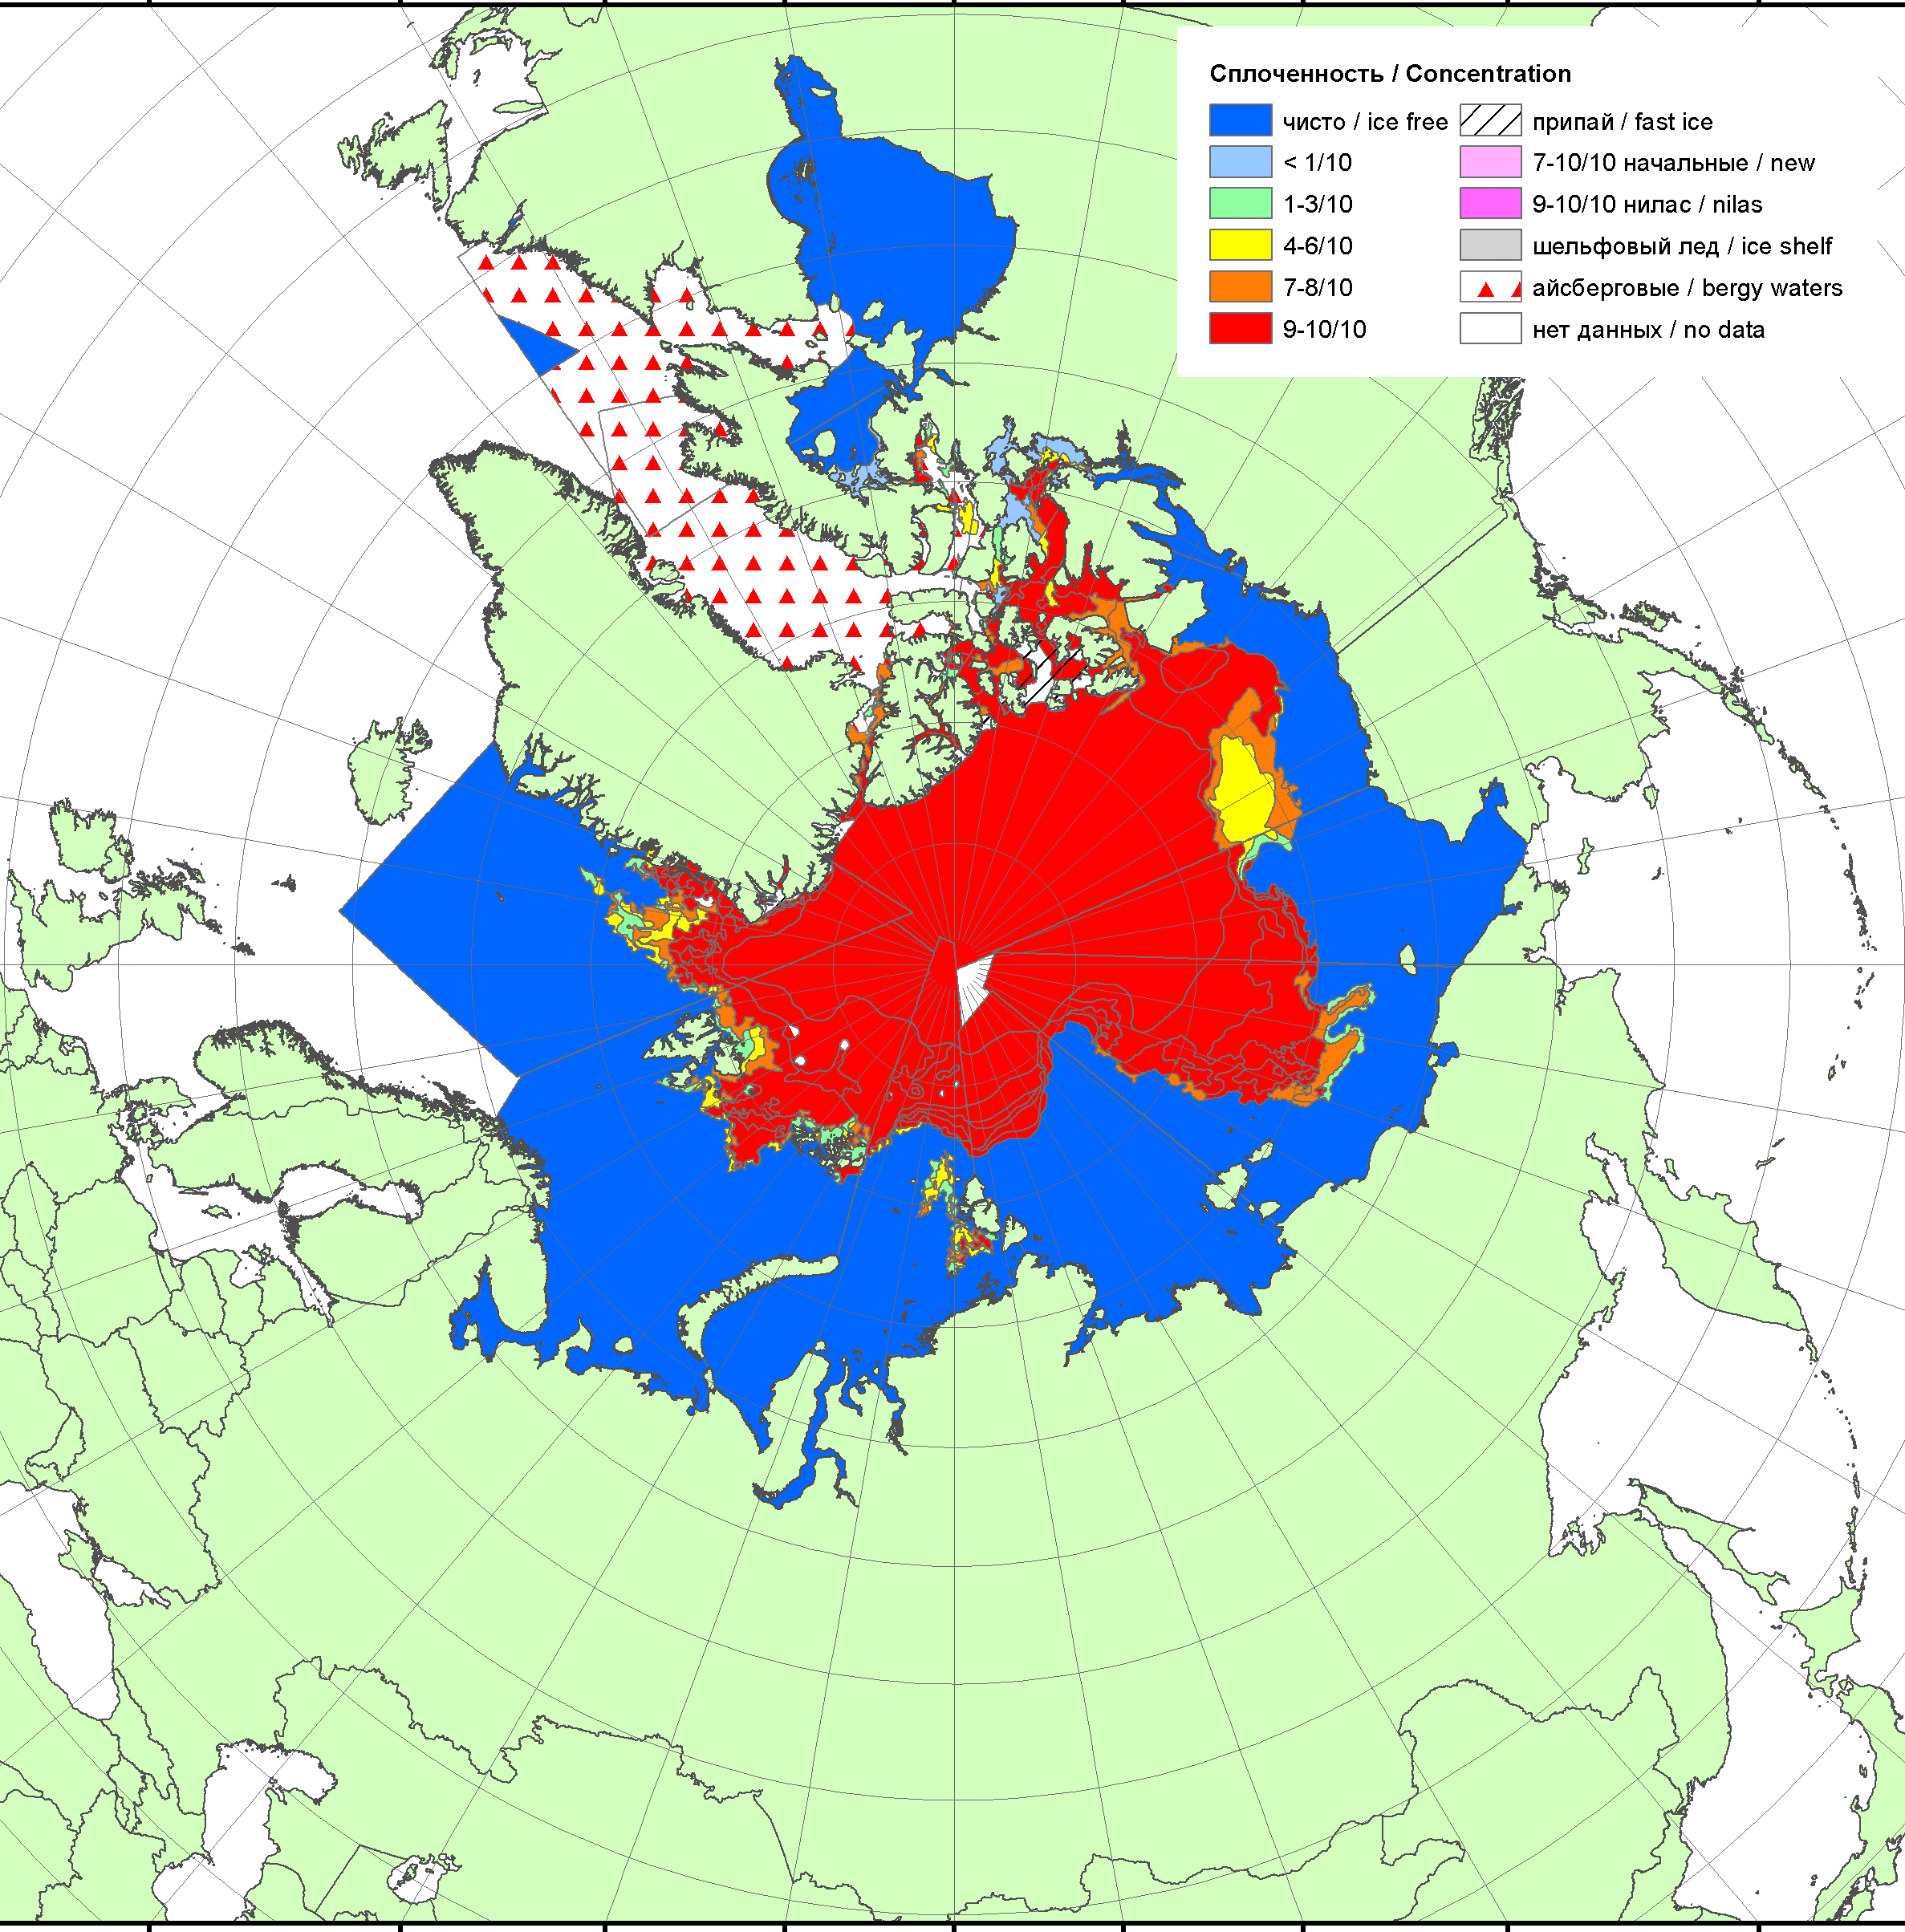 Сплоченность / Concentration
чисто / ice free
< 1/10
1-3/10
4-6/10
7-8/10
9-10/10
припай / fast ice
7-10/10 начальные / new
9-10/10 нилас / nilas
шельфовый лед / ice shelf
айсберговые / bergy waters
нет данных / no data